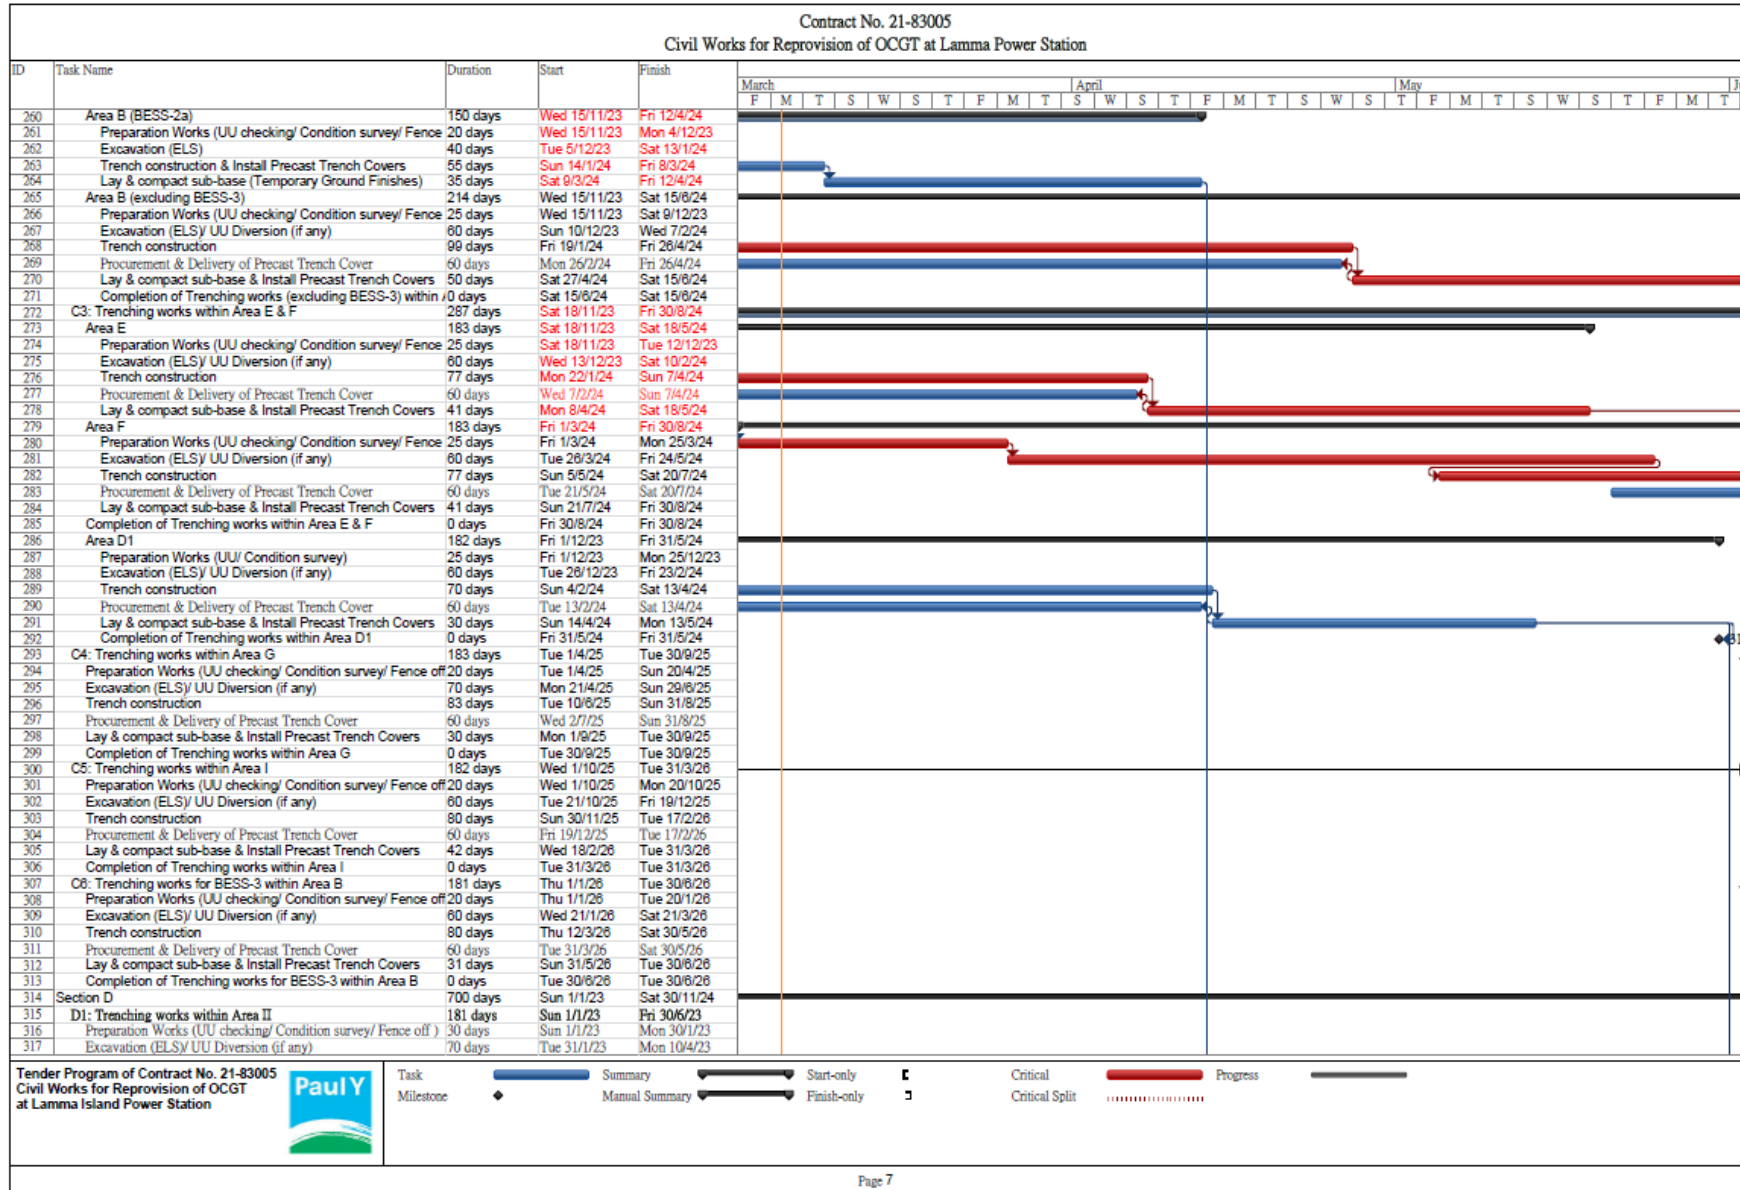 Contract No. 21-83005
Civil Works for Reprovision of OCGT at Lamma Power Station
ID Task Name Duration Start Finish
March April May
F M T S W S T F M T S W S T F M T S W S T F M T S W S T F M T
260 Area B (BESS-2a) 150 days Wed 15/11/23 Fri 12/4/24
261 Preparation Works (UU checking/ Condition survey/ Fence 20 days Wed 15/11/23 Mon 4/12/23
262 Excavation (ELS) 40 days Tue 5/12/23 Sat 13/1/24
263 Trench construction & Install Precast Trench Covers 55 days Sun 14/1/24 Fri 8/3/24
264 Lay & compact sub-base (Temporary Ground Finishes) 35 days Sat 9/3/24 Fri 12/4/24
265 Area B (excluding BESS-3) 214 days Wed 15/11/23 Sat 15/6/24
266 Preparation Works (UU checking/ Condition survey/ Fence 25 days Wed 15/11/23 Sat 9/12/23
267 Excavation (ELS)/ UU Diversion (if any) 60 days Sun 10/12/23 Wed 7/2/24
268 Trench construction 99 days Fri 19/1/24 Fri 26/4/24
269 Procurement & Delivery of Precast Trench Cover 60 days Mon 26/2/24 Fri 26/4/24
270 Lay & compact sub-base & Install Precast Trench Covers 50 days Sat 27/4/24 Sat 15/6/24
271 Completion of Trenching works (excluding BESS-3) within 0 days Sat 15/6/24 Sat 15/6/24
272 C3: Trenching works within Area E & F 287 days Sat 18/11/23 Fri 30/8/24
273 Area E 183 days Sat 18/11/23 Sat 18/5/24
274 Preparation Works (UU checking/ Condition survey/ Fence 25 days Sat 18/11/23 Tue 12/12/23
275 Excavation (ELS)/ UU Diversion (if any) 60 days Wed 13/12/23 Sat 10/2/24
276 Trench construction 77 days Mon 22/1/24 Sun 7/4/24
277 Procurement & Delivery of Precast Trench Cover 60 days Wed 7/2/24 Sun 7/4/24
278 Lay & compact sub-base & Install Precast Trench Covers 41 days Mon 8/4/24 Sat 18/5/24
279 Area F 183 days Fri 1/3/24 Fri 30/8/24
280 Preparation Works (UU checking/ Condition survey/ Fence 25 days Fri 1/3/24 Mon 25/3/24
281 Excavation (ELS)/ UU Diversion (if any) 60 days Tue 26/3/24 Fri 24/5/24
282 Trench construction 77 days Sun 5/5/24 Sat 20/7/24
283 Procurement & Delivery of Precast Trench Cover 60 days Tue 21/5/24 Sat 20/7/24
284 Lay & compact sub-base & Install Precast Trench Covers 41 days Sun 21/7/24 Fri 30/8/24
285 Completion of Trenching works within Area E & F 0 days Fri 30/8/24 Fri 30/8/24
286 Area D1 182 days Fri 1/12/23 Fri 31/5/24
287 Preparation Works (UU/ Condition survey) 25 days Fri 1/12/23 Mon 25/12/23
288 Excavation (ELS)/ UU Diversion (if any) 60 days Tue 26/12/23 Fri 23/2/24
289 Trench construction 70 days Sun 4/2/24 Sat 13/4/24
290 Procurement & Delivery of Precast Trench Cover 60 days Tue 13/2/24 Sat 13/4/24
291 Lay & compact sub-base & Install Precast Trench Covers 30 days Sun 14/4/24 Mon 13/5/24
292 Completion of Trenching works within Area D1 0 days Fri 31/5/24 Fri 31/5/24
293 C4: Trenching works within Area G 183 days Tue 1/4/25 Tue 30/9/25
294 Preparation Works (UU checking/ Condition survey/ Fence off 20 days Tue 1/4/25 Sun 20/4/25
295 Excavation (ELS)/ UU Diversion (if any) 70 days Mon 21/4/25 Sun 29/6/25
296 Trench construction 83 days Tue 10/6/25 Sun 31/8/25
297 Procurement & Delivery of Precast Trench Cover 60 days Wed 2/7/25 Sun 31/8/25
298 Lay & compact sub-base & Install Precast Trench Covers 30 days Mon 1/9/25 Tue 30/9/25
299 Completion of Trenching works within Area G 0 days Tue 30/9/25 Tue 30/9/25
300 C5: Trenching works within Area I 182 days Wed 1/10/25 Tue 31/3/26
301 Preparation Works (UU checking/ Condition survey/ Fence off 20 days Wed 1/10/25 Mon 20/10/25
302 Excavation (ELS)/ UU Diversion (if any) 60 days Tue 21/10/25 Fri 19/12/25
303 Trench construction 80 days Sun 30/11/25 Tue 17/2/26
304 Procurement & Delivery of Precast Trench Cover 60 days Fri 19/12/25 Tue 17/2/26
305 Lay & compact sub-base & Install Precast Trench Covers 42 days Wed 18/2/26 Tue 31/3/26
306 Completion of Trenching works within Area I 0 days Tue 31/3/26 Tue 31/3/26
307 C6: Trenching works for BESS-3 within Area B 181 days Thu 1/1/26 Tue 30/6/26
308 Preparation Works (UU checking/ Condition survey/ Fence off 20 days Thu 1/1/26 Tue 20/1/26
309 Excavation (ELS)/ UU Diversion (if any) 60 days Wed 21/1/26 Sat 21/3/26
310 Trench construction 80 days Thu 12/3/26 Sat 30/5/26
311 Procurement & Delivery of Precast Trench Cover 60 days Tue 31/3/26 Sat 30/5/26
312 Lay & compact sub-base & Install Precast Trench Covers 31 days Sun 31/5/26 Tue 30/6/26
313 Completion of Trenching works for BESS-3 within Area B 0 days Tue 30/6/26 Tue 30/6/26
314 Section D 700 days Sun 1/1/23 Sat 30/11/24
315 D1: Trenching works within Area II 181 days Sun 1/1/23 Fri 30/6/23
316 Preparation Works (UU checking/ Condition survey/ Fence off ) 30 days Sun 1/1/23 Mon 30/1/23
317 Excavation (ELS)/ UU Diversion (if any) 70 days Tue 31/1/23 Mon 10/4/23
Tender Program of Contract No. 21-83005
Civil Works for Reprovision of OCGT
at Lamma Island Power Station
Paul Y
Task Summary Start-only Critical Progress
Milestone Manual Summary Finish-only Critical Split
Page 7